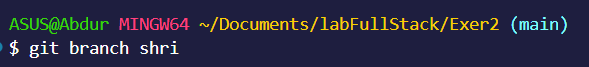 ASUS@Abdur MINGW64 ~/Documents/labFullStack/Exer2 (main)
$ git branch shri